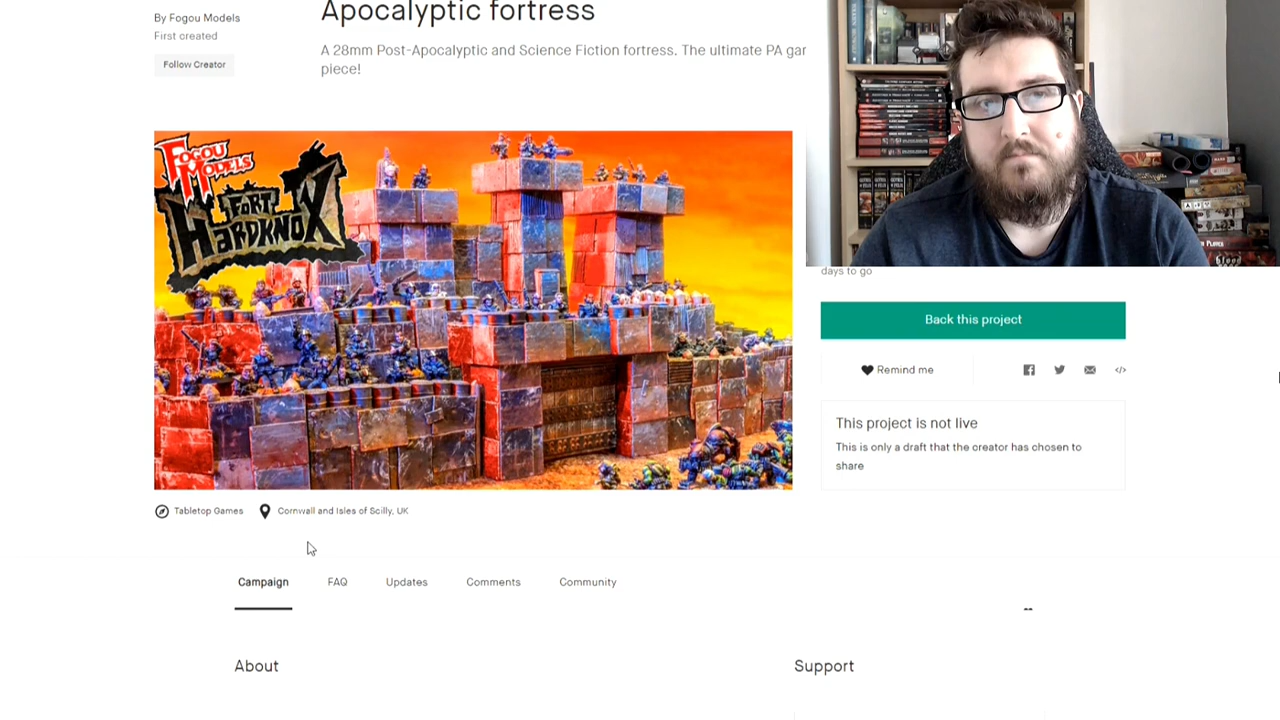 Apocalyptic fortress
By Fogou Models
First created
Follow Creator
A 28mm Post-Apocalyptic and Science Fiction fortress. The ultimate PA gar
piece!
FOGOU
MODELS
FORT
HARDKNOX
days to go
Back this project
Remind me
</>
This project is not live
This is only a draft that the creator has chosen to
share
Tabletop Games
Cornwall and Isles of Scilly, UK
Campaign
FAQ
Updates
Comments
Community
--
About
Support